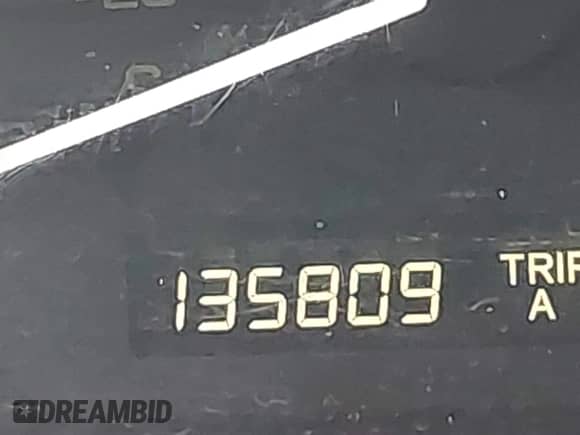 135809
TRIP
A
DREAMBID